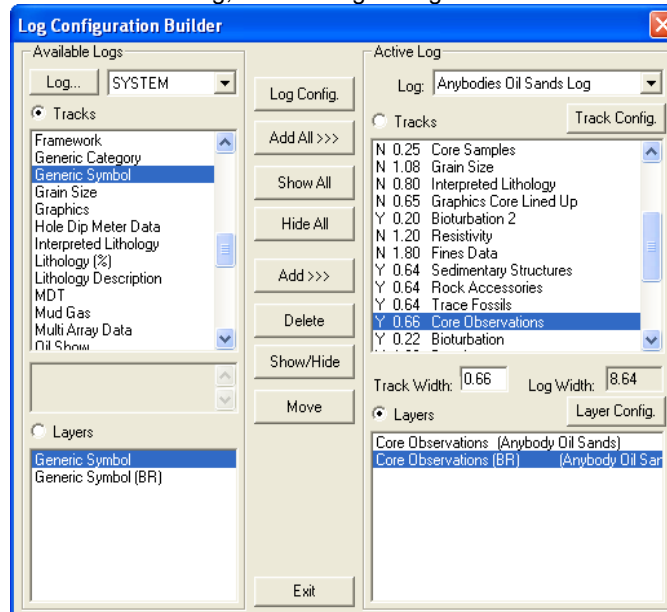 Log Configuration Builder
Available Logs
Log... SYSTEM
Tracks
Framework
Generic Category
Generic Symbol
Grain Size
Graphics
Hole Dip Meter Data
Interpreted Lithology
Lithology (%)
Lithology Description
MDT
Mud Gas
Multi Array Data
Oil Show
Layers
Generic Symbol
Generic Symbol (BR)
Log Config.
Add All >>>
Show All
Hide All
Add >>>
Delete
Show/Hide
Move
Exit
Active Log
Log: Anybodies Oil Sands Log
Tracks Track Config.
N 0.25 Core Samples
N 1.08 Grain Size
N 0.80 Interpreted Lithology
N 0.65 Graphics Core Lined Up
Y 0.20 Bioturbation 2
N 1.20 Resistivity
N 1.80 Fines Data
Y 0.64 Sedimentary Structures
Y 0.64 Rock Accessories
Y 0.64 Trace Fossils
Y 0.66 Core Observations
Y 0.22 Bioturbation
Track Width: 0.66 Log Width: 8.64
Layers Layer Config.
Core Observations (Anybody Oil Sands)
Core Observations (BR) (Anybody Oil San